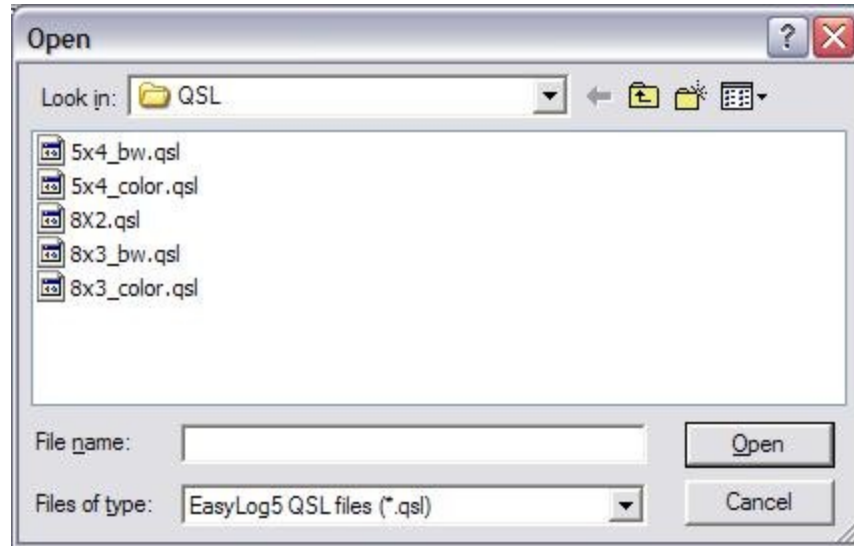 Open
Look in: QSL
5x4_bw.qsl
5x4_color.qsl
8X2.qsl
8x3_bw.qsl
8x3_color.qsl
File name: Open
Files of type: EasyLog5 QSL files (*.qsl) Cancel